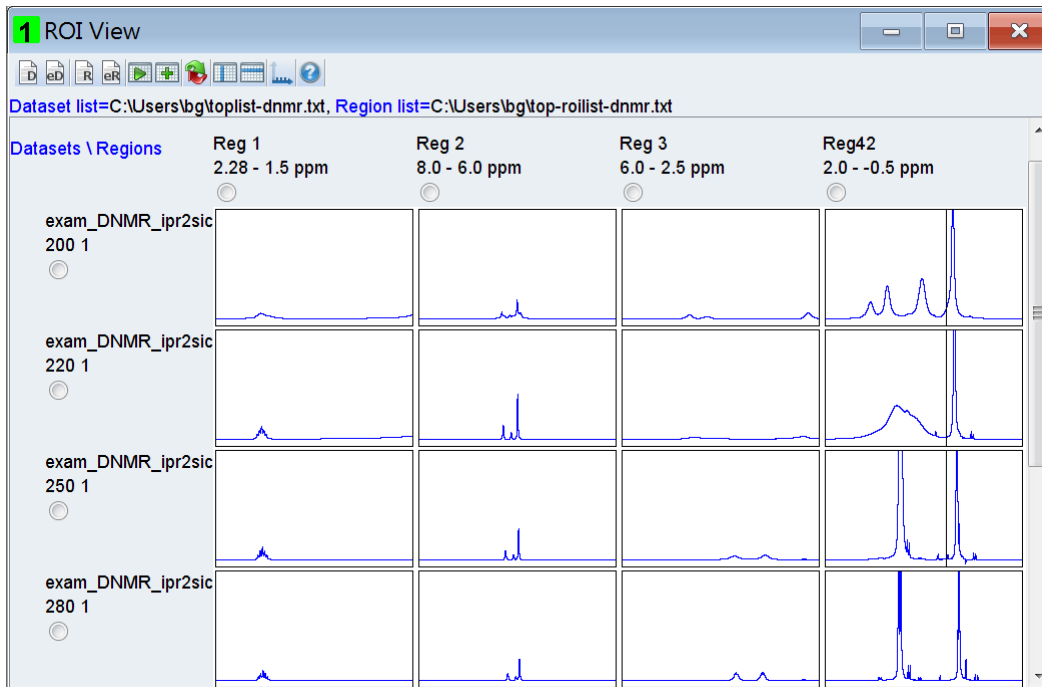 1 ROI View
D eD R eR
Dataset list=C:\Users\bg\toplist-dnmr.txt, Region list=C:\Users\bg\top-roilist-dnmr.txt
Datasets \ Regions
Reg 1
2.28 - 1.5 ppm
Reg 2
8.0 - 6.0 ppm
Reg 3
6.0 - 2.5 ppm
Reg42
2.0 - -0.5 ppm
exam_DNMR_ipr2sic
200 1
exam_DNMR_ipr2sic
220 1
exam_DNMR_ipr2sic
250 1
exam_DNMR_ipr2sic
280 1